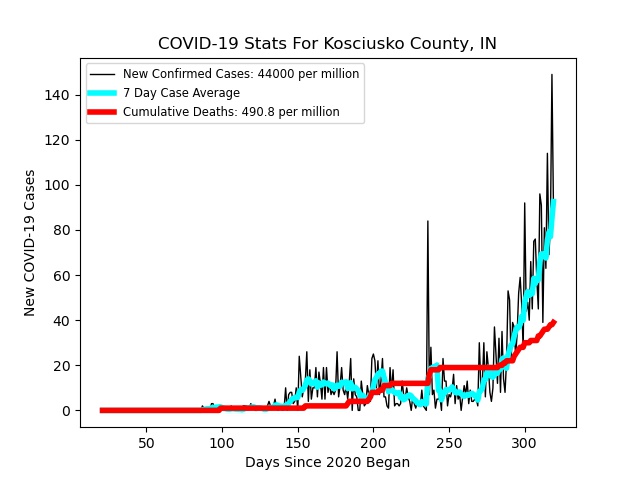 COVID-19 Stats For Kosciusko County, IN
New Confirmed Cases: 44000 per million
7 Day Case Average
Cumulative Deaths: 490.8 per million
New COVID-19 Cases
140
120
100
80
60
40
20
0
50 100 150 200 250 300
Days Since 2020 Began